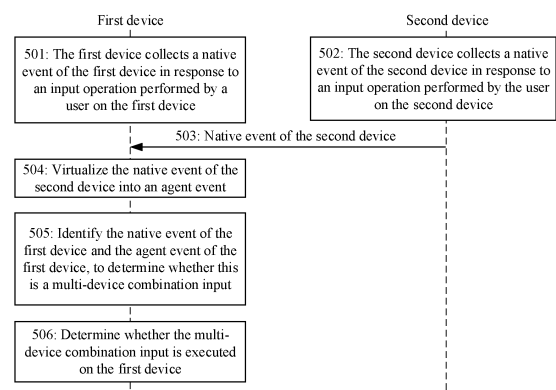 First device
Second device
501: The first device collects a native
event of the first device in response to
an input operation performed by a
user on the first device
502: The second device collects a native
event of the second device in response to
an input operation performed by the user
on the second device
503: Native event of the second device
504: Virtualize the native event of the
second device into an agent event
505: Identify the native event of the
first device and the agent event of the
first device, to determine whether this
is a multi-device combination input
506: Determine whether the multi-
device combination input is executed
on the first device